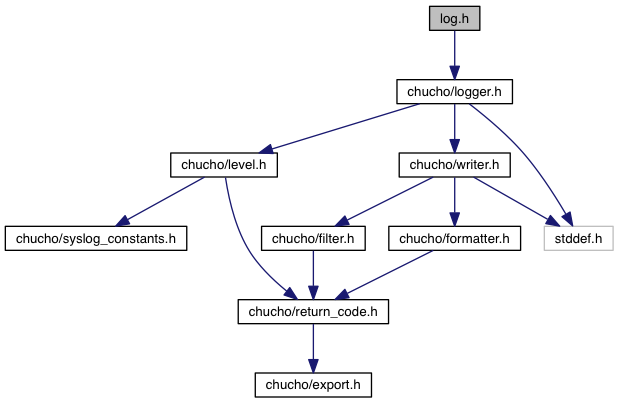 log.h
chucho/logger.h
chucho/level.h
chucho/writer.h
chucho/syslog_constants.h
chucho/filter.h
chucho/formatter.h
stddef.h
chucho/return_code.h
chucho/export.h